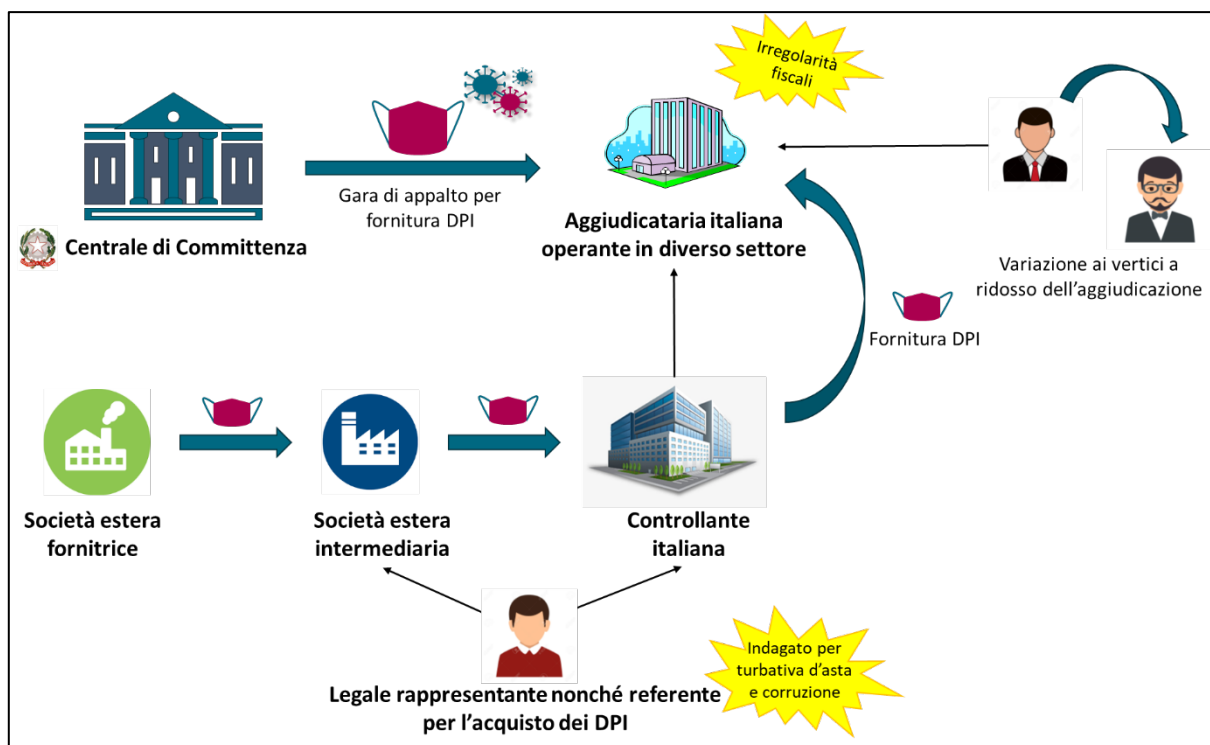 Irregolarità
fiscali
Gara di appalto per
fornitura DPI
Centrale di Committenza
Aggiudicataria italiana
operante in diverso settore
Variazione ai vertici a
ridosso dell'aggiudicazione
Fornitura DPI
Società estera
fornitrice
Società estera
intermediaria
Controllante
italiana
Indagato per
turbativa d'asta
e corruzione
Legale rappresentante nonché referente
per l'acquisto dei DPI